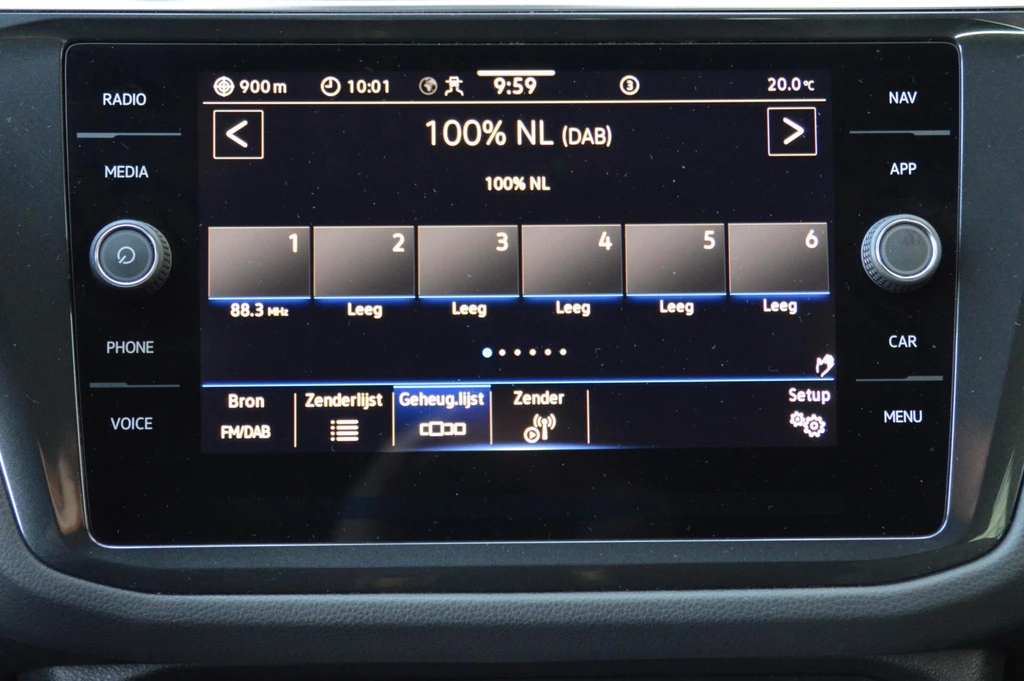 RADIO
MEDIA
PHONE
VOICE
900 m 10:01 9:59 3 20.0°C
< 100% NL (DAB) >
100% NL
1 2 3 4 5 6
88.3 MHz Leeg Leeg Leeg Leeg Leeg
Bron Zenderlijst Geheug.lijst Zender Setup
FM/DAB
NAV
APP
CAR
MENU